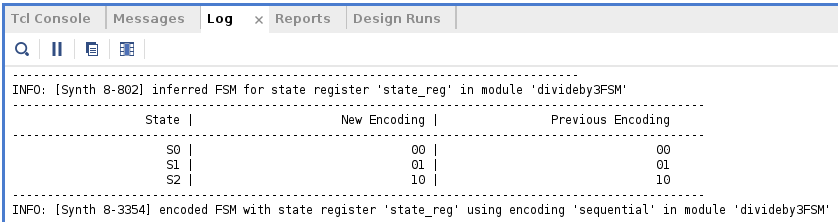 Tcl Console Messages Log × Reports Design Runs
---------------------------------------------------------------------------------
INFO: [Synth 8-802] inferred FSM for state register 'state_reg' in module 'divideby3FSM'
---------------------------------------------------------------------------------------------------
State | New Encoding | Previous Encoding
---------------------------------------------------------------------------------------------------
S0 | 00 | 00
S1 | 01 | 01
S2 | 10 | 10
---------------------------------------------------------------------------------------------------
INFO: [Synth 8-3354] encoded FSM with state register 'state_reg' using encoding 'sequential' in module 'divideby3FSM'